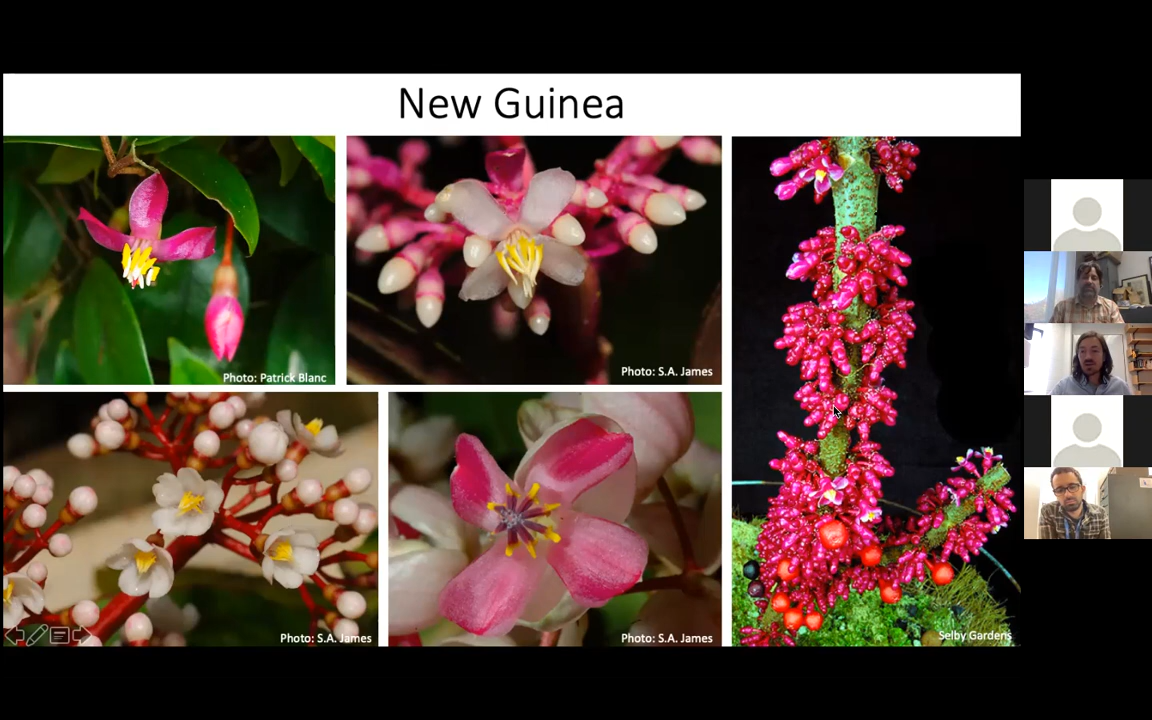 New Guinea
Photo: Patrick Blanc
Photo: S.A. James
Photo: S.A. James
Photo: S.A. James
Selby Gardens